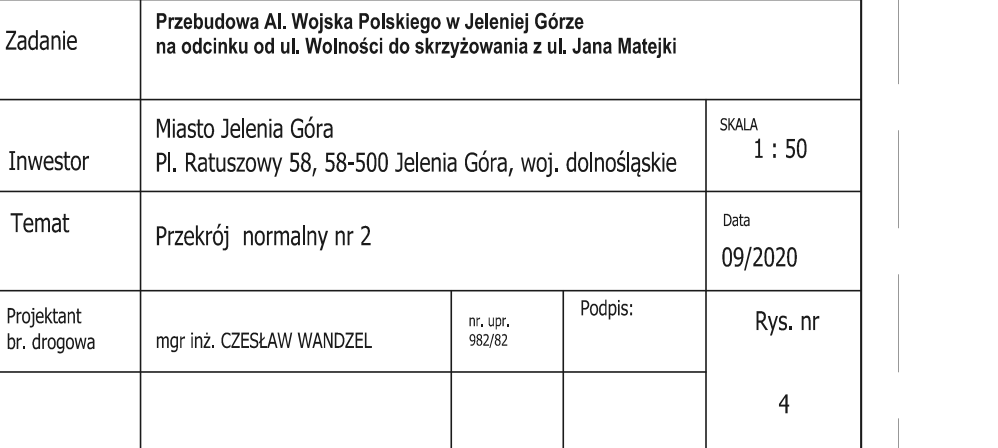 Zadanie
Przebudowa Al. Wojska Polskiego w Jeleniej Górze
na odcinku od ul. Wolności do skrzyżowania z ul. Jana Matejki
Inwestor
Miasto Jelenia Góra
Pl. Ratuszowy 58, 58-500 Jelenia Góra, woj. dolnośląskie
SKALA
1 : 50
Temat
Przekrój normalny nr 2
Data
09/2020
Projektant
br. drogowa
mgr inż. CZESŁAW WANDZEL
nr. upr.
982/82
Podpis:
Rys. nr
4